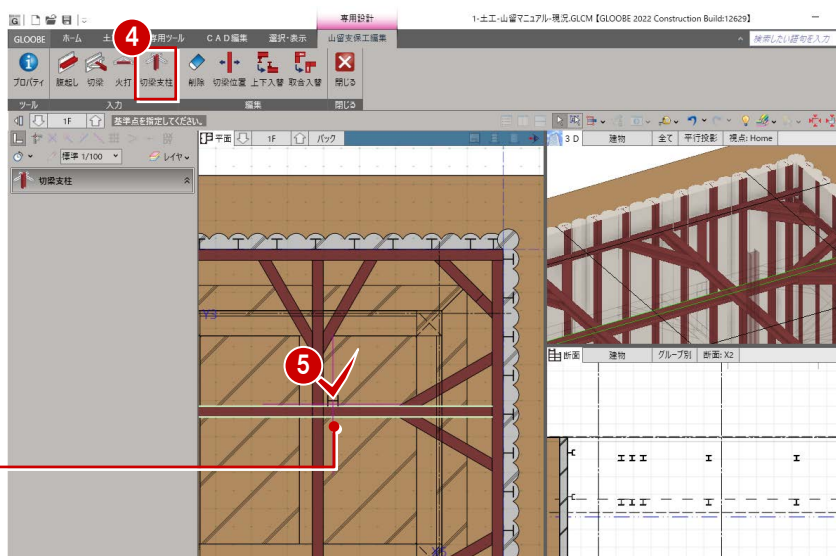 専用設計
1-土工-山留マニュアル-現況.GLCM【GLOOBE 2022 Construction Build:12629】
GLOOBE ホーム 土 専用ツール CAD編集 選択・表示 山留支保工編集
検索したい語句を入力
4
プロパティ 腹起し 切梁 火打 切梁支柱 削除 切梁位置 上下入替 取合入替 閉じる
ツール 入力 編集 閉じる
1F 基準点を指定してください。
平面 1F パック
3D 建物 全て 平行投影 視点: Home
標準 1/100 レイヤ
切梁支柱
Y3
5
断面 建物 グループ別 断面: X2